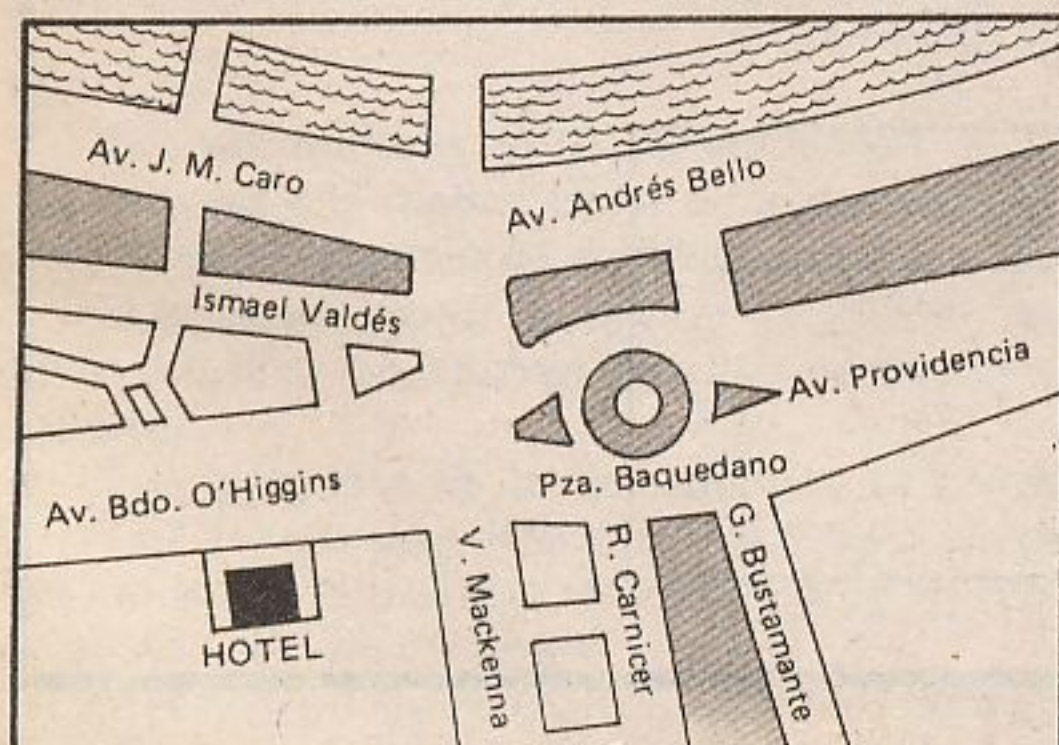 Av. J. M. Caro
Av. Andrés Bello
Ismael Valdés
Av. Providencia
Av. Bdo. O'Higgins
Pza. Baquedano
V. Mackenna
R. Carnicer
G. Bustamante
HOTEL